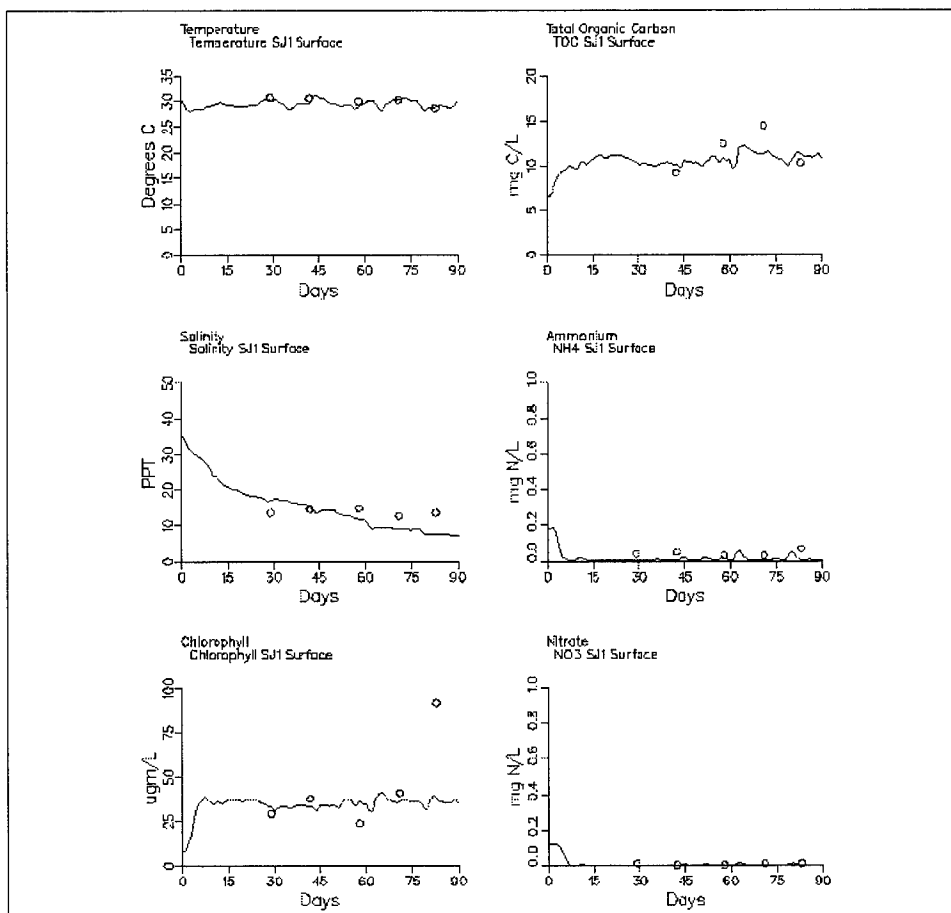 Temperature
Temperature SJ1 Surface
35
30
25
20
15
10
5
0
Degrees C
0 15 30 45 60 75 90
Days
Total Organic Carbon
TOC SJ1 Surface
20
15
10
5
0
mg C/L
0 15 30 45 60 75 90
Days
Salinity
Salinity SJ1 Surface
50
40
30
20
10
0
PPT
0 15 30 45 60 75 90
Days
Ammonium
NH4 SJ1 Surface
1.0
0.8
0.6
0.4
0.2
0.0
mg N/L
0 15 30 45 60 75 90
Days
Chlorophyll
Chlorophyll SJ1 Surface
100
75
50
25
0
ugm/L
0 15 30 45 60 75 90
Days
Nitrate
NO3 SJ1 Surface
1.0
0.8
0.6
0.4
0.2
0.0
mg N/L
0 15 30 45 60 75 90
Days